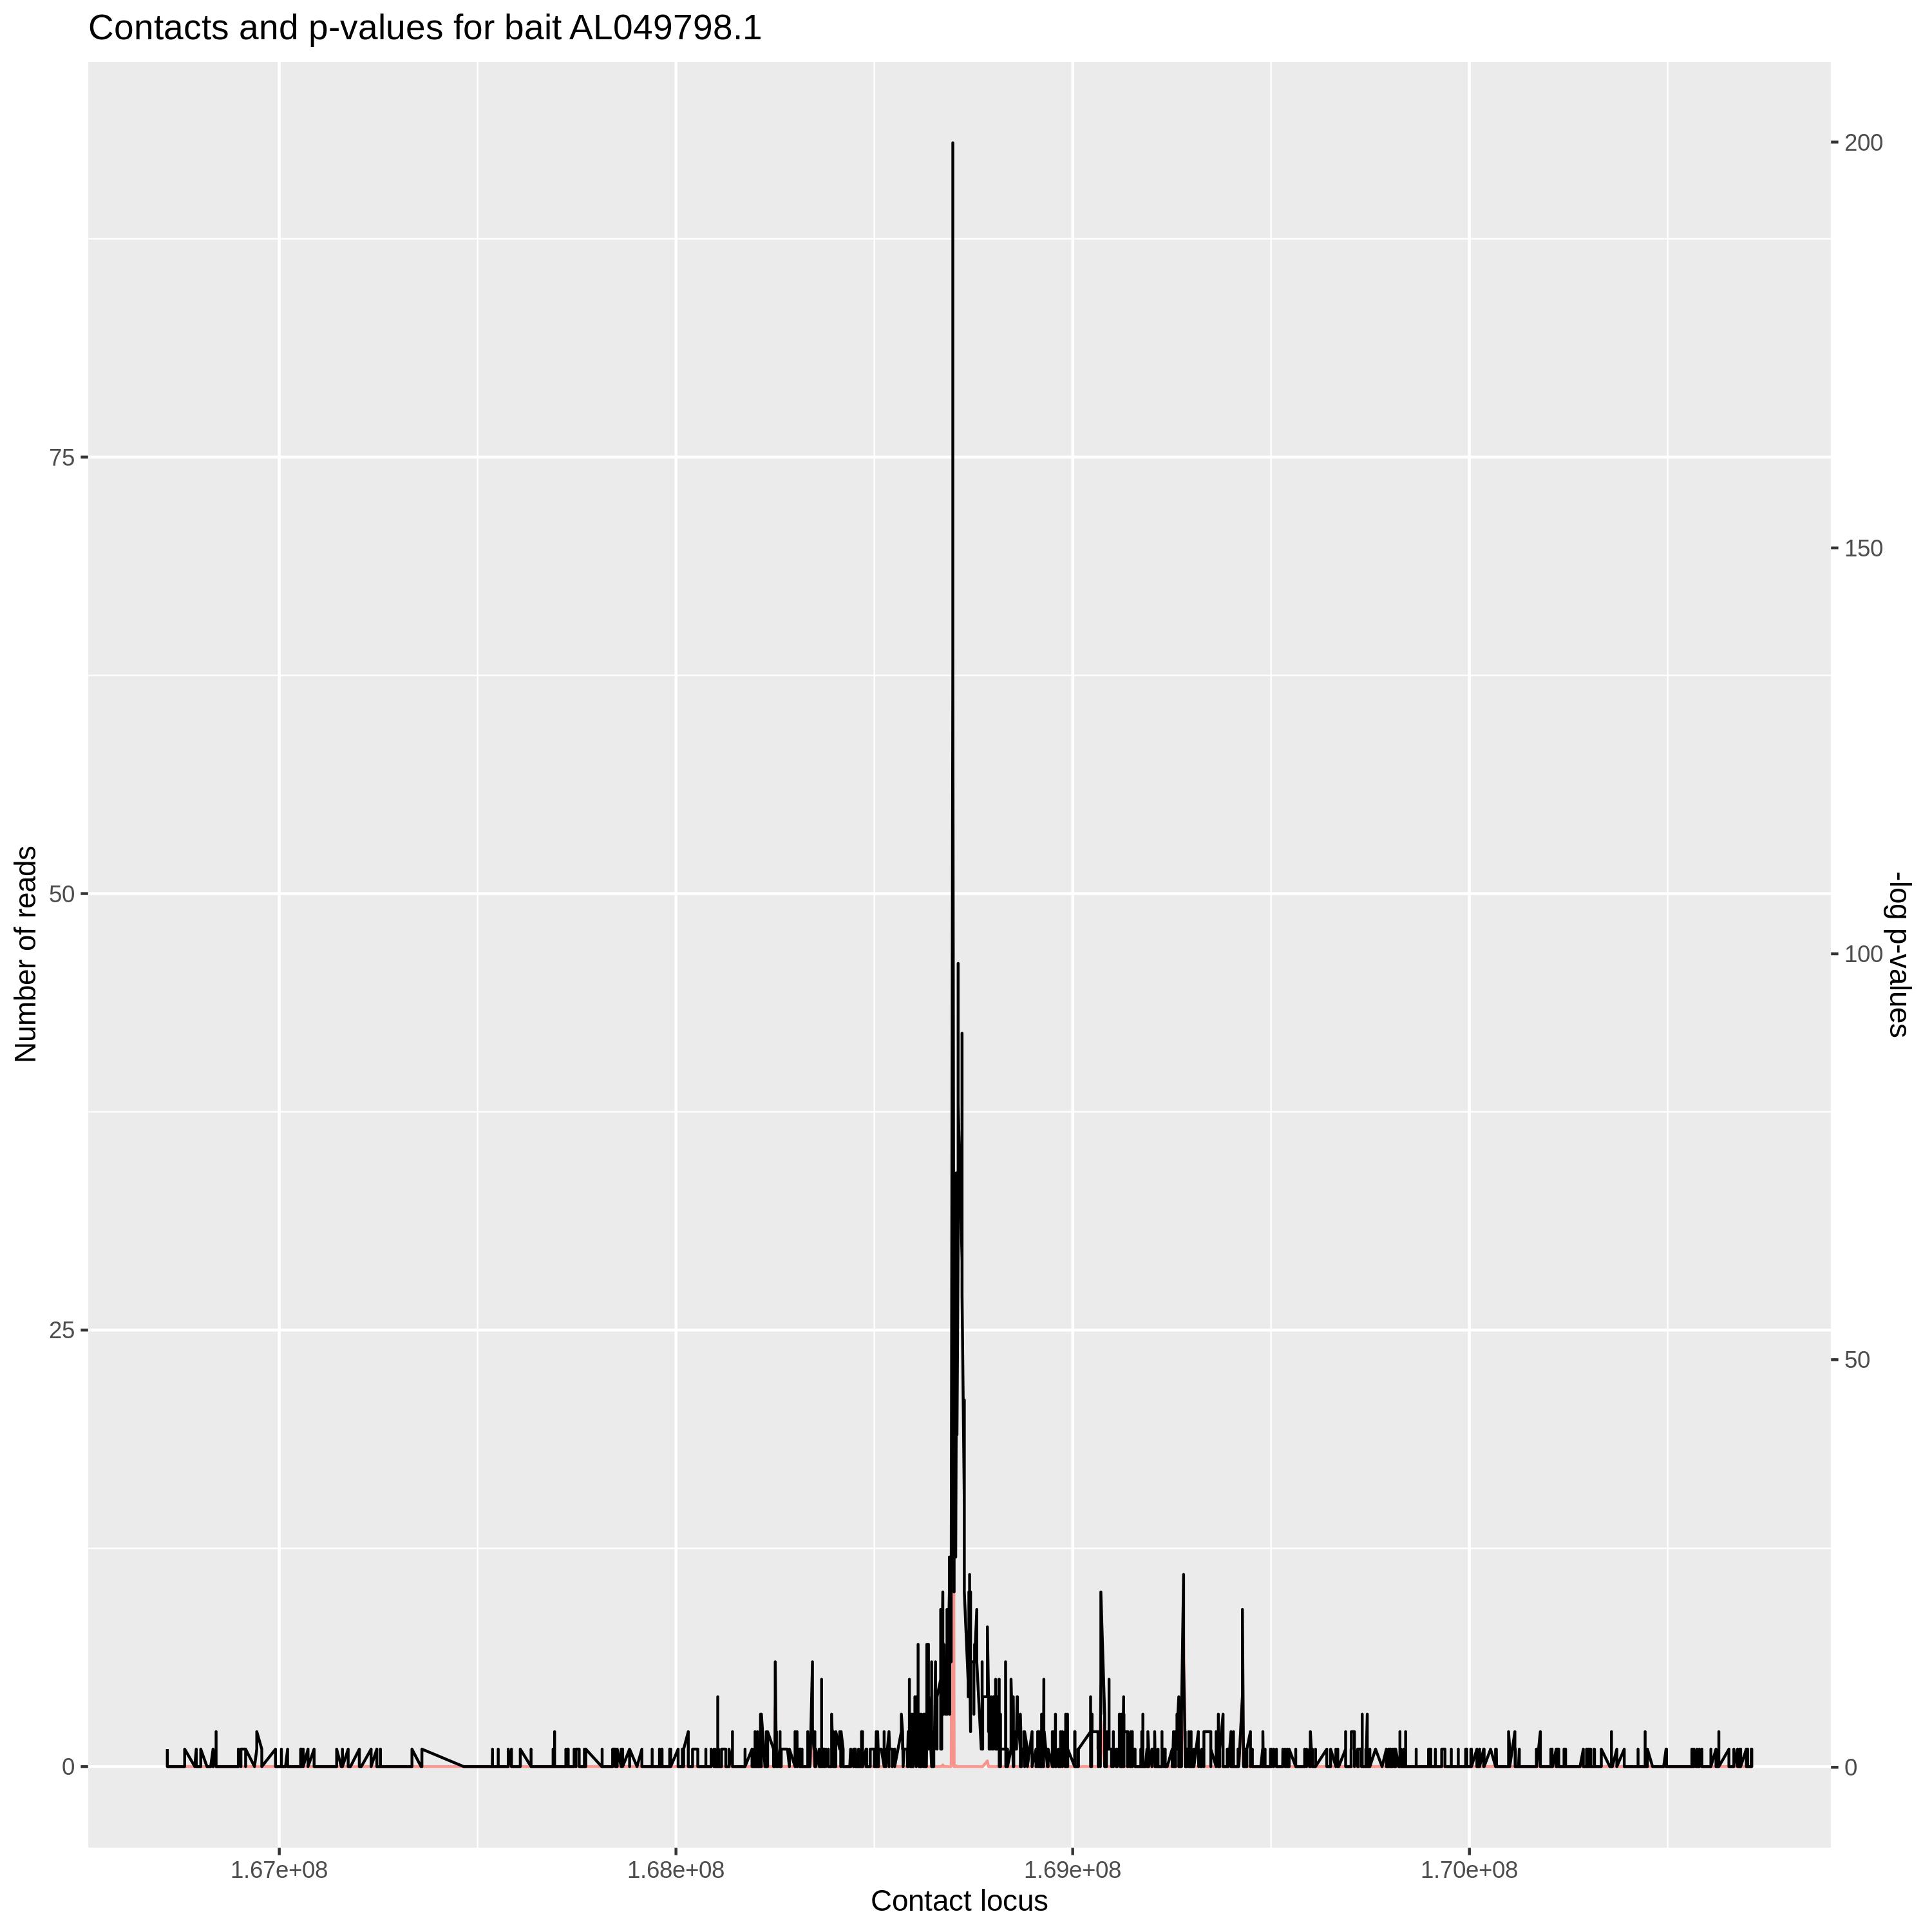 Contacts and p-values for bait AL049798.1
Number of reads
75
50
25
0
200
150
100
50
0
-log p-values
1.67e+08 1.68e+08 1.69e+08 1.70e+08
Contact locus